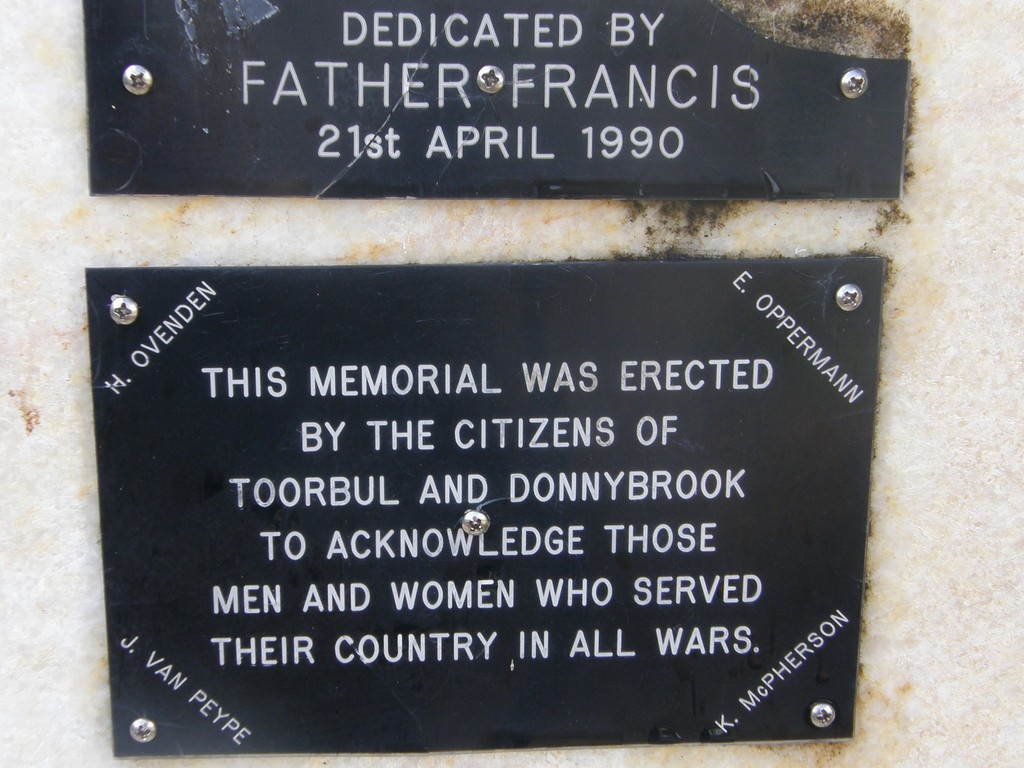 DEDICATED BY
FATHER FRANCIS
21st APRIL 1990
H. OVENDEN
E. OPPERMANN
THIS MEMORIAL WAS ERECTED
BY THE CITIZENS OF
TOORBUL AND DONNYBROOK
TO ACKNOWLEDGE THOSE
MEN AND WOMEN WHO SERVED
THEIR COUNTRY IN ALL WARS.
J. VAN PEYPE
K. McPHERSON